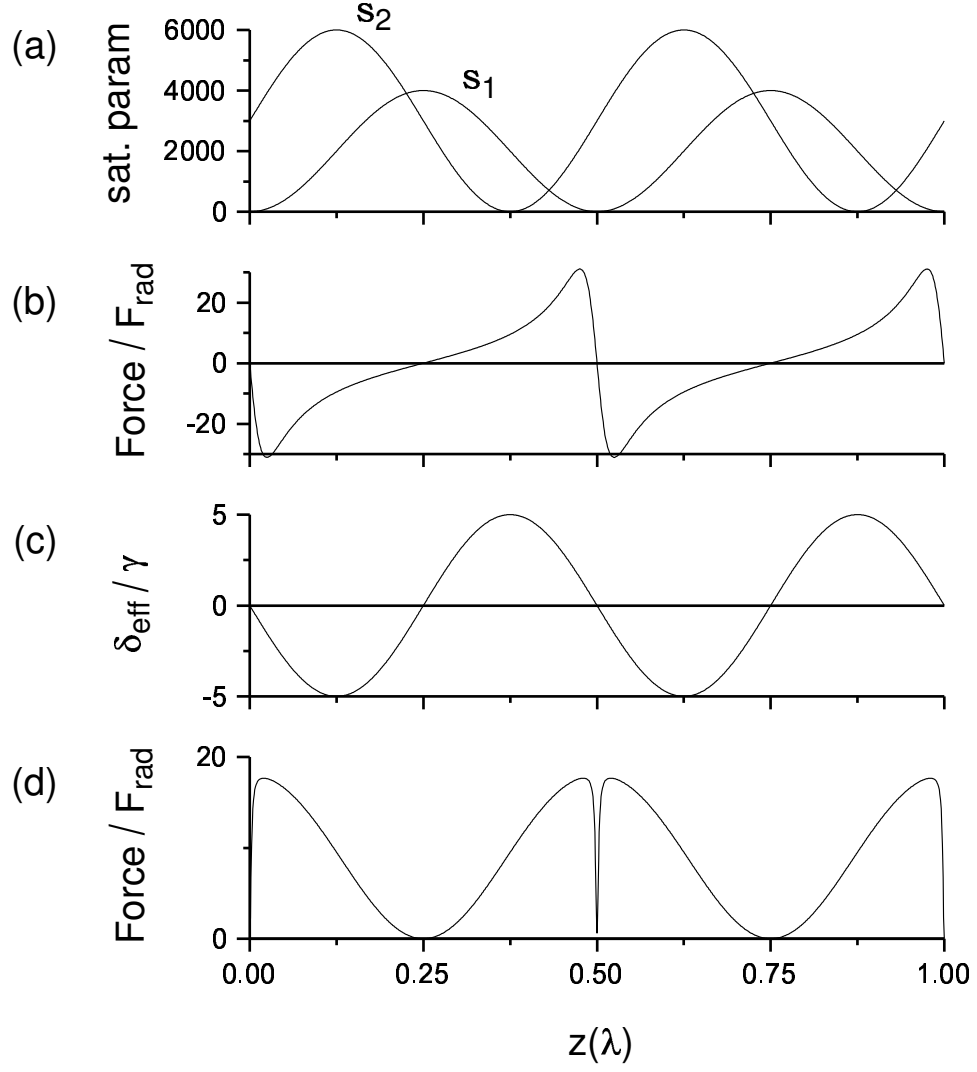 (a)
sat. param
6000
4000
2000
0
s2
s1
(b)
Force / Frad
20
0
-20
(c)
δeff / γ
5
0
-5
(d)
Force / Frad
20
0
0.00 0.25 0.50 0.75 1.00
z(λ)